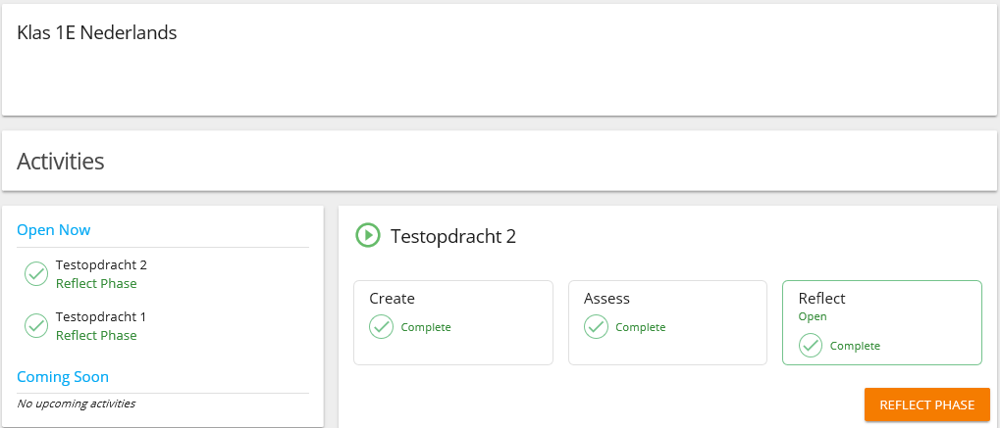 Klas 1E Nederlands
Activities
Open Now
Testopdracht 2
Reflect Phase
Testopdracht 1
Reflect Phase
Coming Soon
No upcoming activities
Testopdracht 2
Create
Complete
Assess
Complete
Reflect
Open
Complete
REFLECT PHASE